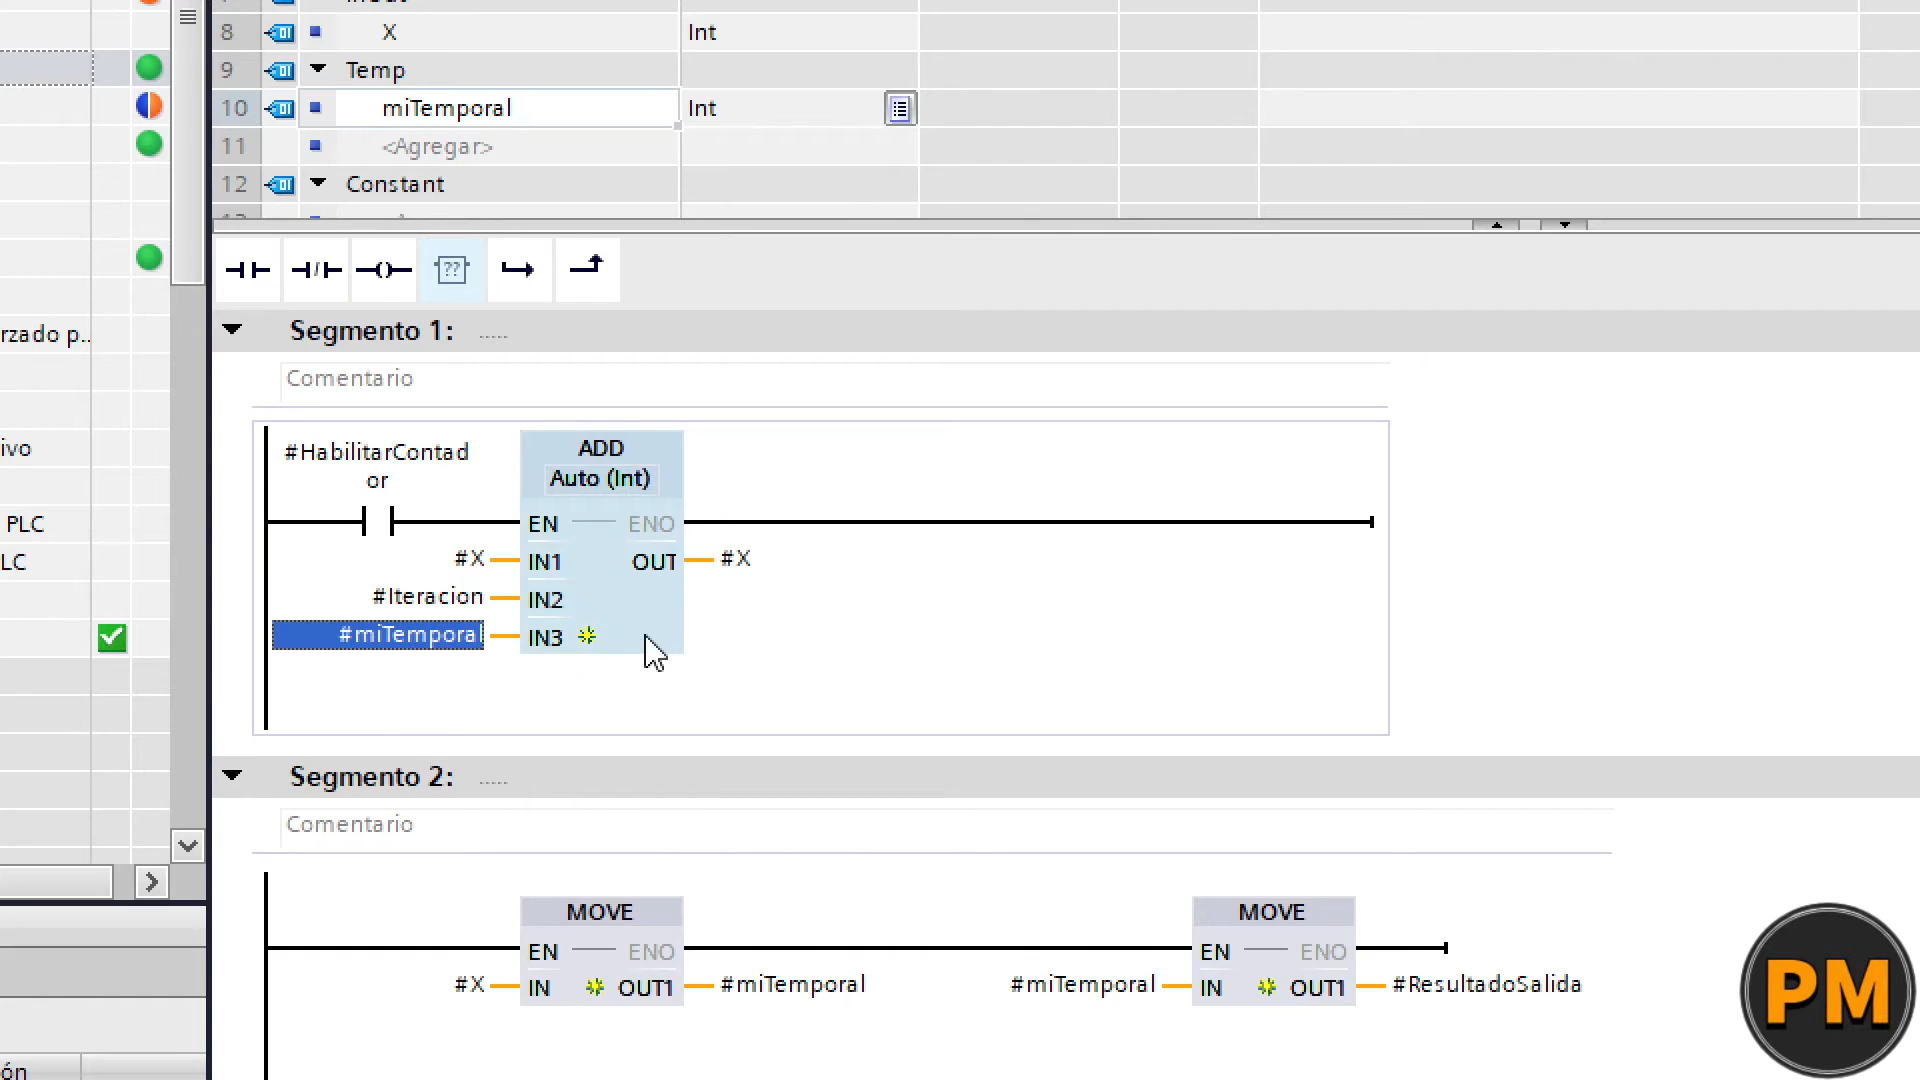 8 X Int
9 Temp
10 miTemporal Int
11 <Agregar>
12 Constant
rzado p..
ivo
PLC
LC
ón
??
Segmento 1: .....
Comentario
#HabilitarContad
or
ADD
Auto (Int)
EN ENO
#X IN1 OUT #X
#Iteracion IN2
#miTemporal IN3
Segmento 2: .....
Comentario
MOVE MOVE
EN ENO EN ENO
#X IN OUT1 #miTemporal #miTemporal IN OUT1 #ResultadoSalida
PM